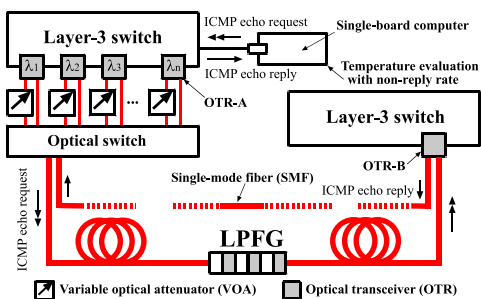 ICMP echo request
Layer-3 switch
Single-board computer
λ1 λ2 λ3 λn
ICMP echo reply
Temperature evaluation
with non-reply rate
OTR-A
...
Layer-3 switch
Optical switch
OTR-B
ICMP echo request
Single-mode fiber (SMF)
ICMP echo reply
LPFG
Variable optical attenuator (VOA)
Optical transceiver (OTR)